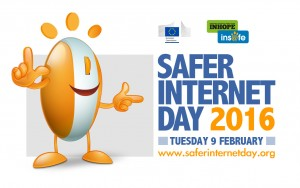 INHOPE
insafe
SAFER
INTERNET
DAY 2016
TUESDAY 9 FEBRUARY
www.saferinternetday.org